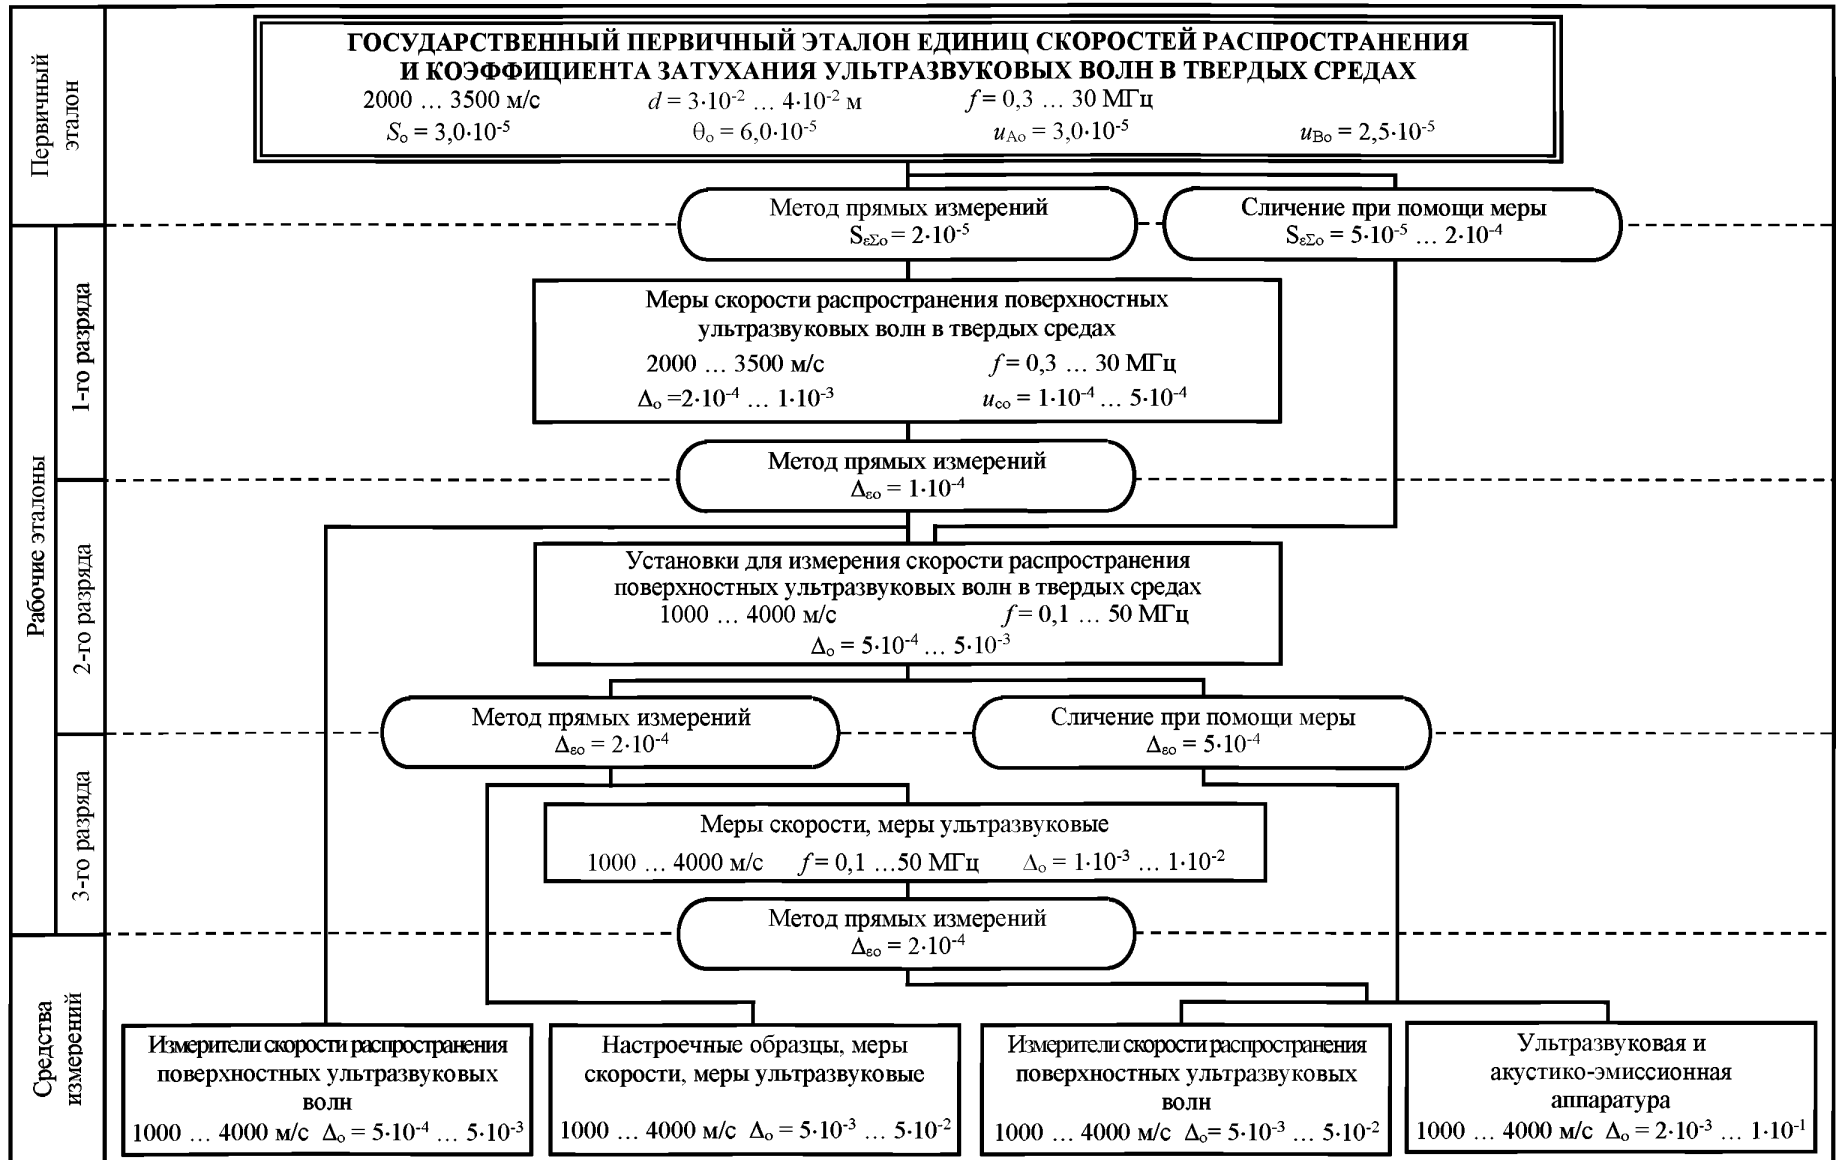 Первичный
эталон
ГОСУДАРСТВЕННЫЙ ПЕРВИЧНЫЙ ЭТАЛОН ЕДИНИЦ СКОРОСТЕЙ РАСПРОСТРАНЕНИЯ
И КОЭФФИЦИЕНТА ЗАТУХАНИЯ УЛЬТРАЗВУКОВЫХ ВОЛН В ТВЕРДЫХ СРЕДАХ
2000 … 3500 м/с d = 3·10⁻² … 4·10⁻² м f = 0,3 … 30 МГц
Sₒ = 3,0·10⁻⁵ θₒ = 6,0·10⁻⁵ uАо = 3,0·10⁻⁵ uВо = 2,5·10⁻⁵
Метод прямых измерений
SεΣо = 2·10⁻⁵
Сличение при помощи меры
SεΣо = 5·10⁻⁵ … 2·10⁻⁴
Рабочие эталоны
1-го разряда
Меры скорости распространения поверхностных
ультразвуковых волн в твердых средах
2000 … 3500 м/с f = 0,3 … 30 МГц
Δₒ =2·10⁻⁴ … 1·10⁻³ uсо = 1·10⁻⁴ … 5·10⁻⁴
Метод прямых измерений
Δεо = 1·10⁻⁴
2-го разряда
Установки для измерения скорости распространения
поверхностных ультразвуковых волн в твердых средах
1000 … 4000 м/с f = 0,1 … 50 МГц
Δₒ = 5·10⁻⁴ … 5·10⁻³
Метод прямых измерений
Δεо = 2·10⁻⁴
Сличение при помощи меры
Δεо = 5·10⁻⁴
3-го разряда
Меры скорости, меры ультразвуковые
1000 … 4000 м/с f = 0,1 …50 МГц Δₒ = 1·10⁻³ … 1·10⁻²
Метод прямых измерений
Δεо = 2·10⁻⁴
Средства
измерений
Измерители скорости распространения
поверхностных ультразвуковых
волн
1000 … 4000 м/с Δₒ = 5·10⁻⁴ … 5·10⁻³
Настроечные образцы, меры
скорости, меры ультразвуковые
1000 … 4000 м/с Δₒ = 5·10⁻³ … 5·10⁻²
Измерители скорости распространения
поверхностных ультразвуковых
волн
1000 … 4000 м/с Δₒ= 5·10⁻³ … 5·10⁻²
Ультразвуковая и
акустико-эмиссионная
аппаратура
1000 … 4000 м/с Δₒ = 2·10⁻³ … 1·10⁻¹